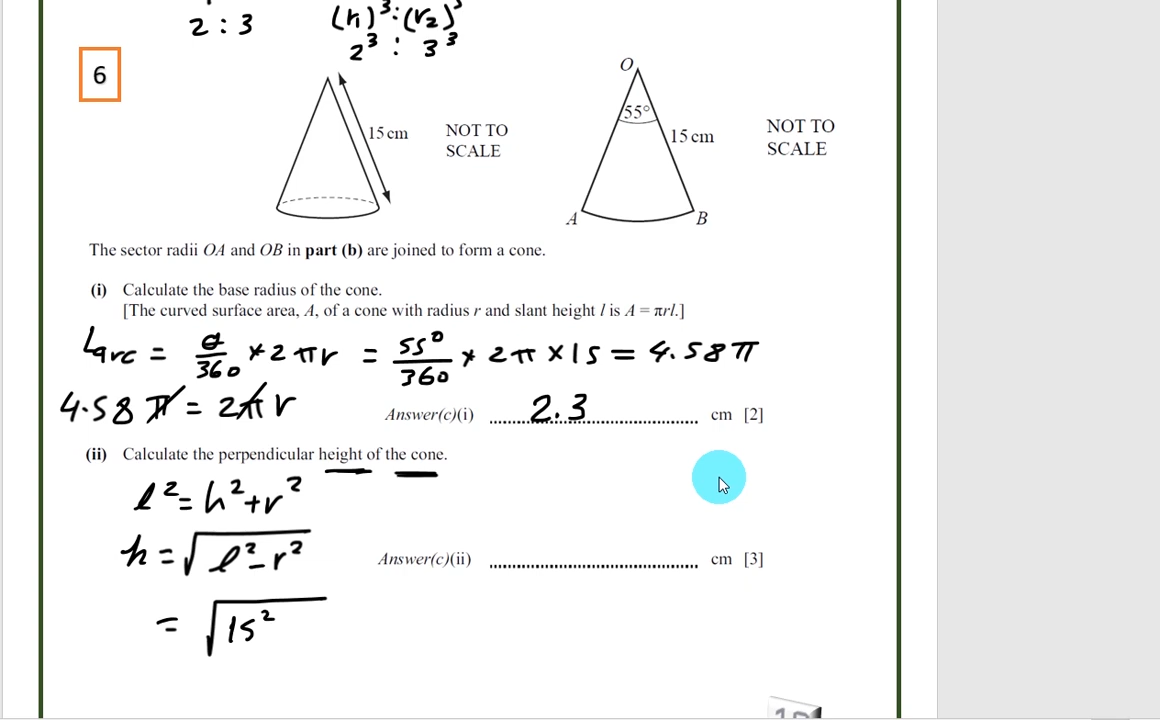 2 : 3 (r₁)³ : (r₂)³
2³ : 3³
6
15 cm NOT TO SCALE
O
55°
15 cm NOT TO SCALE
A B
The sector radii OA and OB in part (b) are joined to form a cone.
(i) Calculate the base radius of the cone.
[The curved surface area, A, of a cone with radius r and slant height l is A = πrl.]
Larc = θ/360 × 2πr = 55°/360 × 2π × 15 = 4.58π
4.58π = 2πr Answer(c)(i) 2.3 cm [2]
(ii) Calculate the perpendicular height of the cone.
l² = h² + r²
h = √l² – r² Answer(c)(ii) ........ cm [3]
= √15²